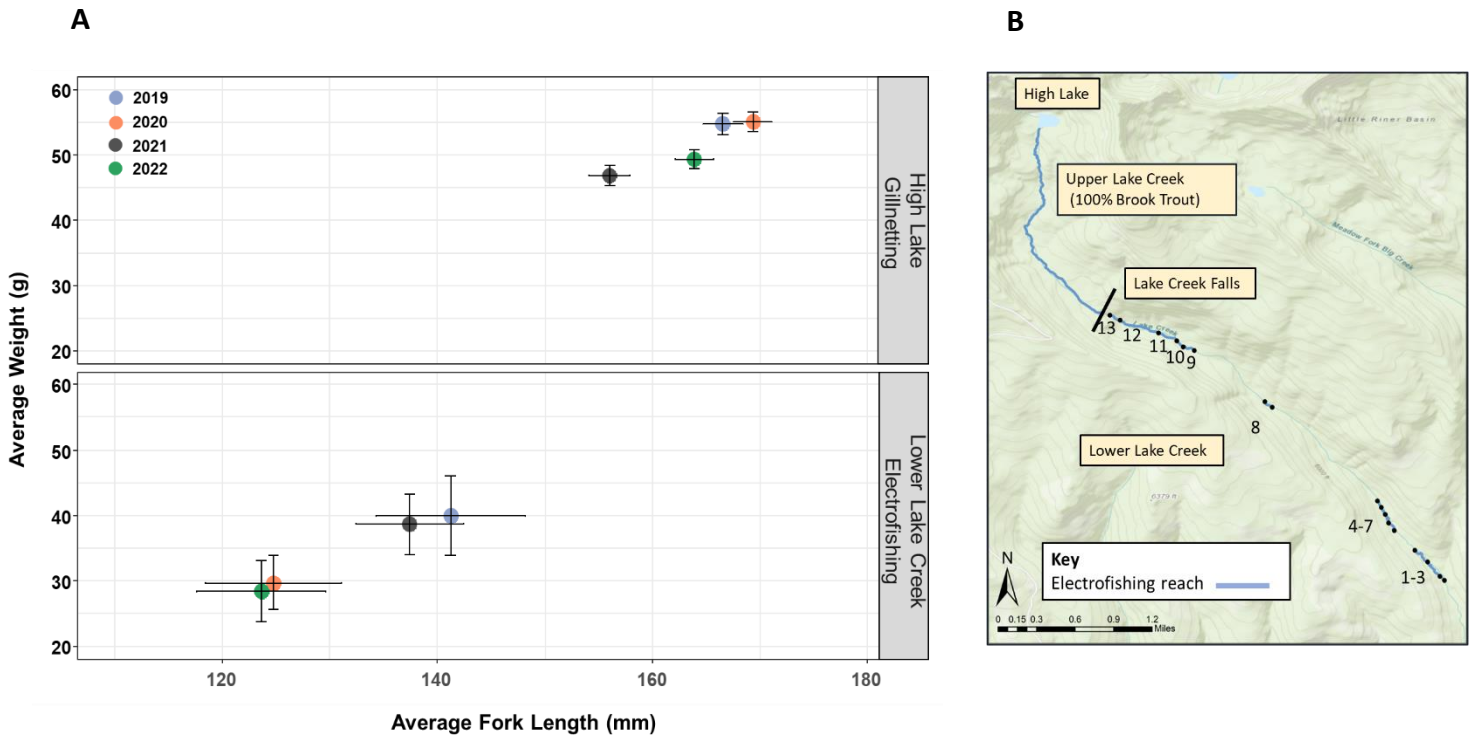 A
60
50
40
30
20
2019
2020
2021
2022
High Lake
Gillnetting
60
50
40
30
20
Lower Lake Creek
Electrofishing
120 140 160 180
Average Weight (g)
Average Fork Length (mm)
B
High Lake
Little Riner Basin
Upper Lake Creek
(100% Brook Trout)
Meadow Fork Big Creek
Lake Creek Falls
Lake Creek
13
12
11
10
9
8
Lower Lake Creek
6379 ft
4-7
1-3
N
Key
Electrofishing reach
0 0.15 0.3 0.6 0.9 1.2
Miles